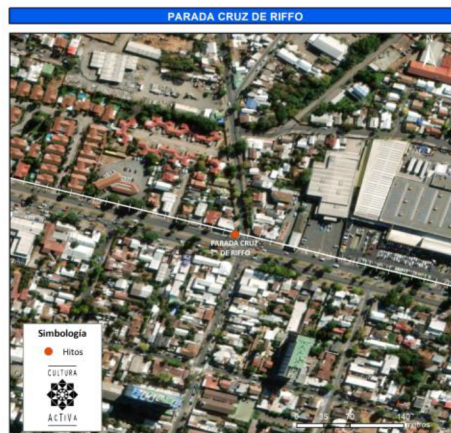 PARADA CRUZ DE RIFFO
N
PARADA CRUZ
DE RIFFO
Simbología
Hitos
CULTURA
AcTiVa
0 35 70 140
metros